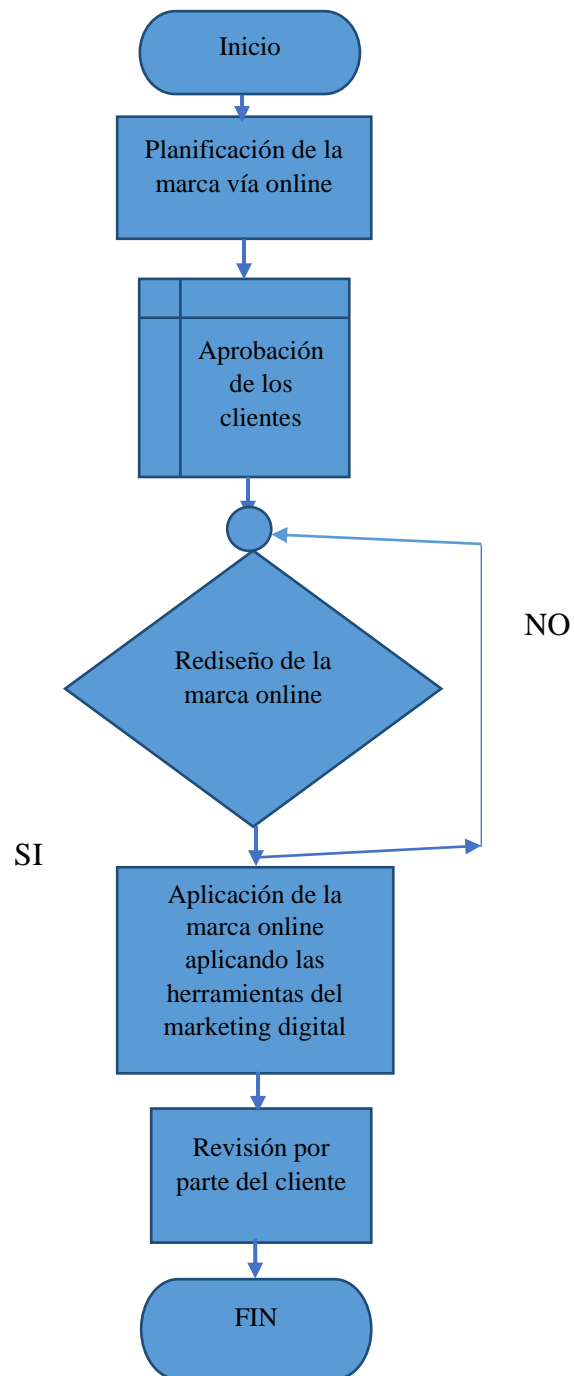 Inicio
Planificación de la
marca vía online
Aprobación
de los
clientes
NO
Rediseño de la
marca online
SI
Aplicación de la
marca online
aplicando las
herramientas del
marketing digital
Revisión por
parte del cliente
FIN